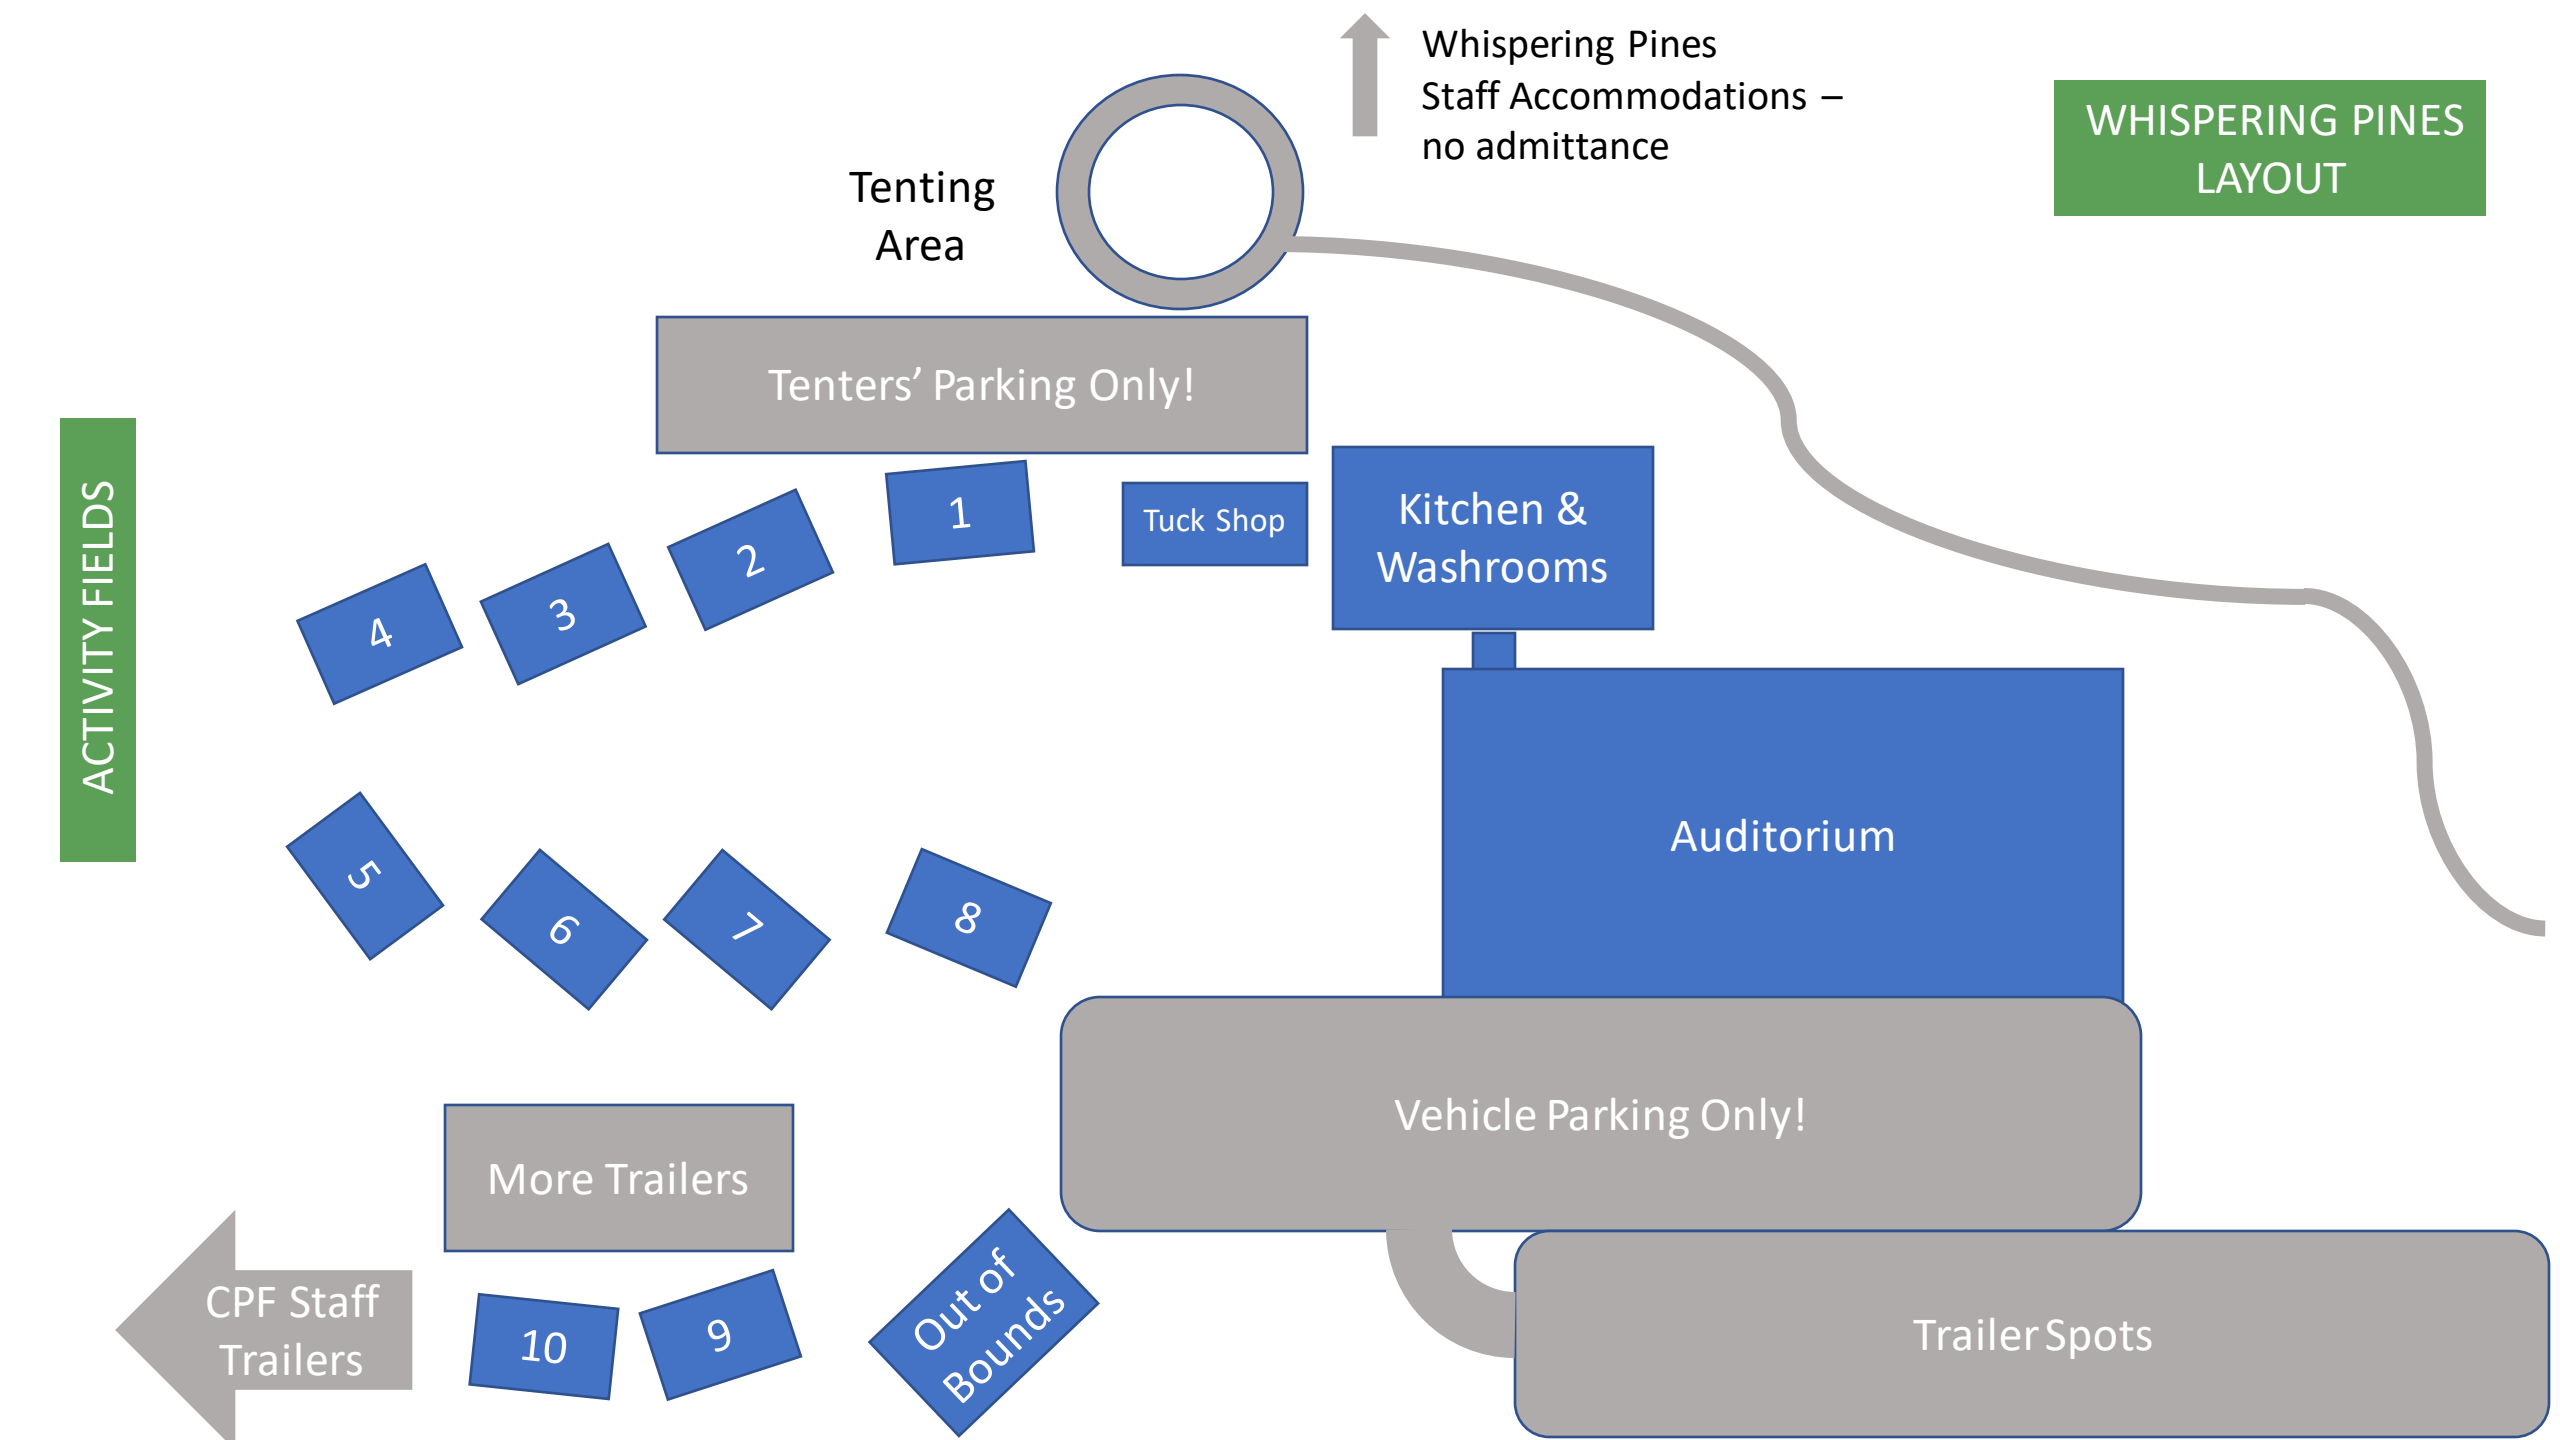 Whispering Pines
Staff Accommodations –
no admittance
WHISPERING PINES
LAYOUT
Tenting
Area
Tenters’ Parking Only!
ACTIVITY FIELDS
1
2
3
4
Tuck Shop
Kitchen &
Washrooms
Auditorium
5
6
7
8
Vehicle Parking Only!
More Trailers
CPF Staff
Trailers
10
9
Out of
Bounds
Trailer Spots